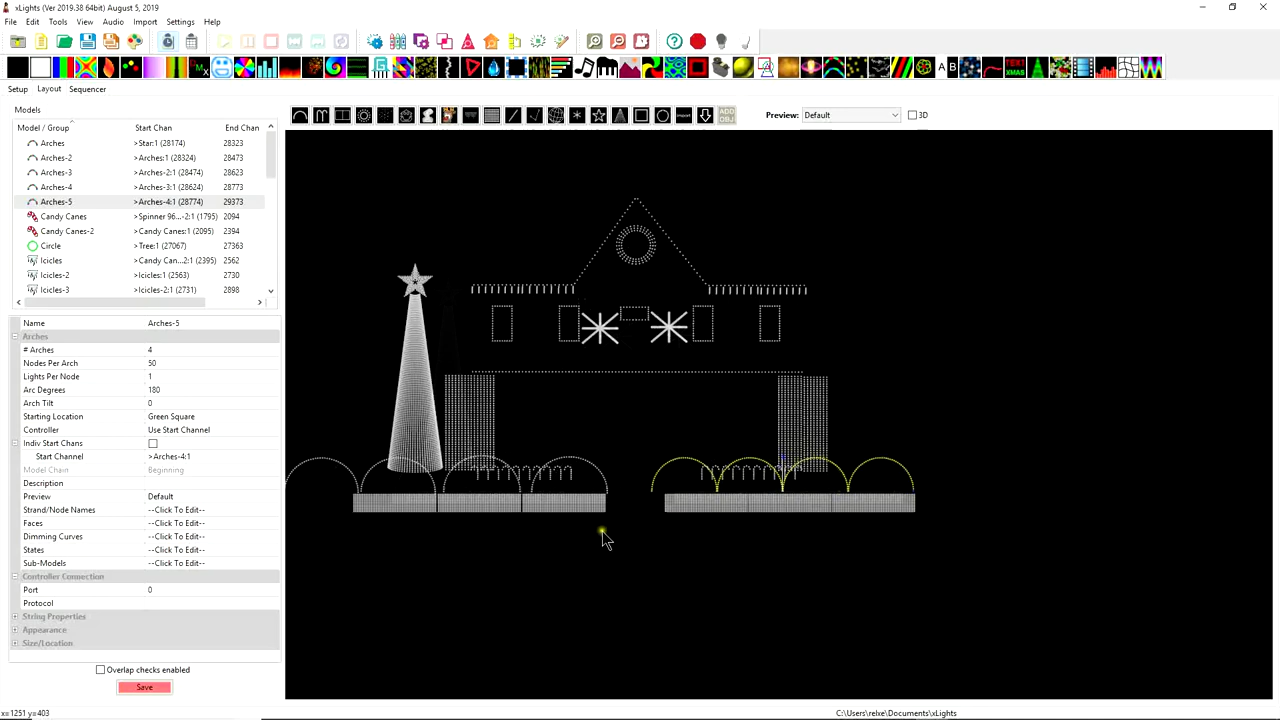 xLights (Ver 2019.38 64bit) August 5, 2019
File Edit Tools View Audio Import Settings Help
Setup Layout Sequencer
Models
Preview: Default 3D
Model / Group Start Chan End Chan
Arches >Star:1 (28174) 28323
Arches-2 >Arches:1 (28324) 28473
Arches-3 >Arches-2:1 (28474) 28623
Arches-4 >Arches-3:1 (28624) 28773
Arches-5 >Arches-4:1 (28774) 29373
Candy Canes >Spinner 96...-2:1 (1795) 2094
Candy Canes-2 >Candy Canes:1 (2095) 2394
Circle >Tree:1 (27067) 27363
Icicles >Candy Can...2:1 (2395) 2562
Icicles-2 >Icicles:1 (2563) 2730
Icicles-3 >Icicles-2:1 (2731) 2898
Name Arches-5
Arches
# Arches 4
Nodes Per Arch 50
Lights Per Node 1
Arc Degrees 180
Arch Tilt 0
Starting Location Green Square
Controller Use Start Channel
Indiv Start Chans
Start Channel >Arches-4:1
Model Chain Beginning
Description
Preview Default
Strand/Node Names --Click To Edit--
Faces --Click To Edit--
Dimming Curves --Click To Edit--
States --Click To Edit--
Sub-Models --Click To Edit--
Controller Connection
Port 0
Protocol
String Properties
Appearance
Size/Location
Overlap checks enabled
Save
x=1251 y=403 C:\Users\relxe\Documents\xLights